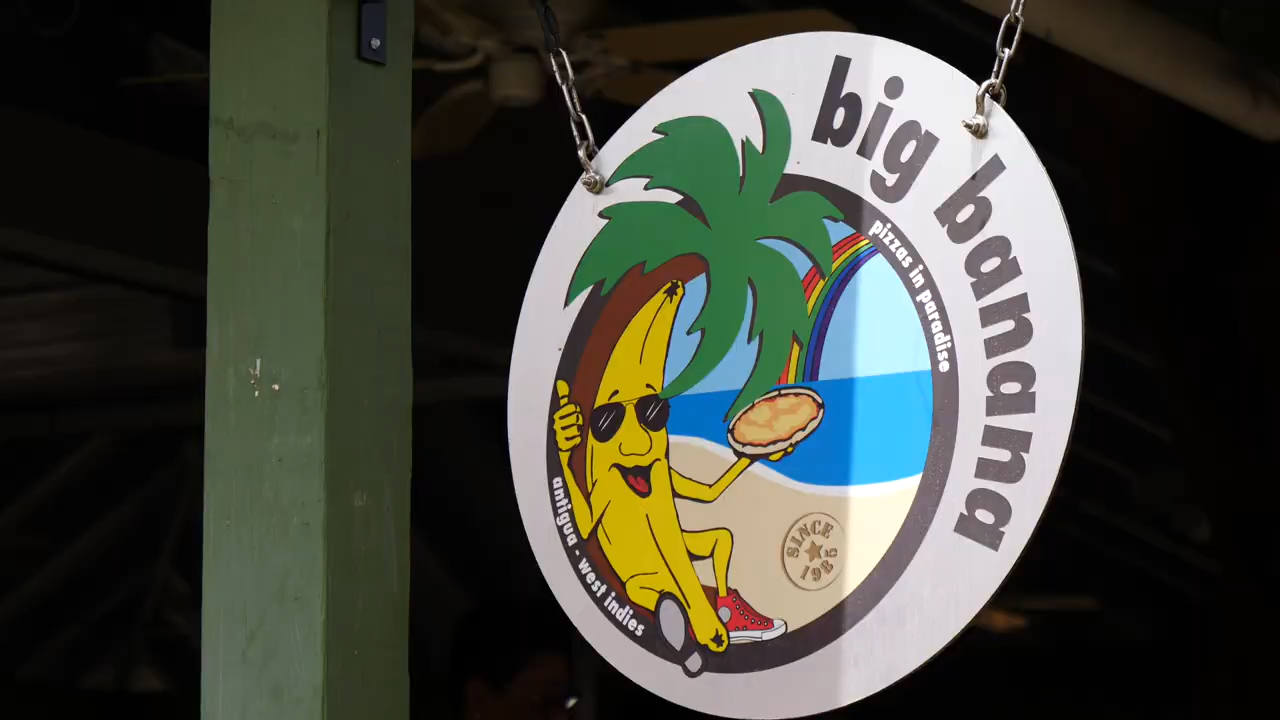 big banana
pizzas in paradise
antigua - west indies
SINCE
1985